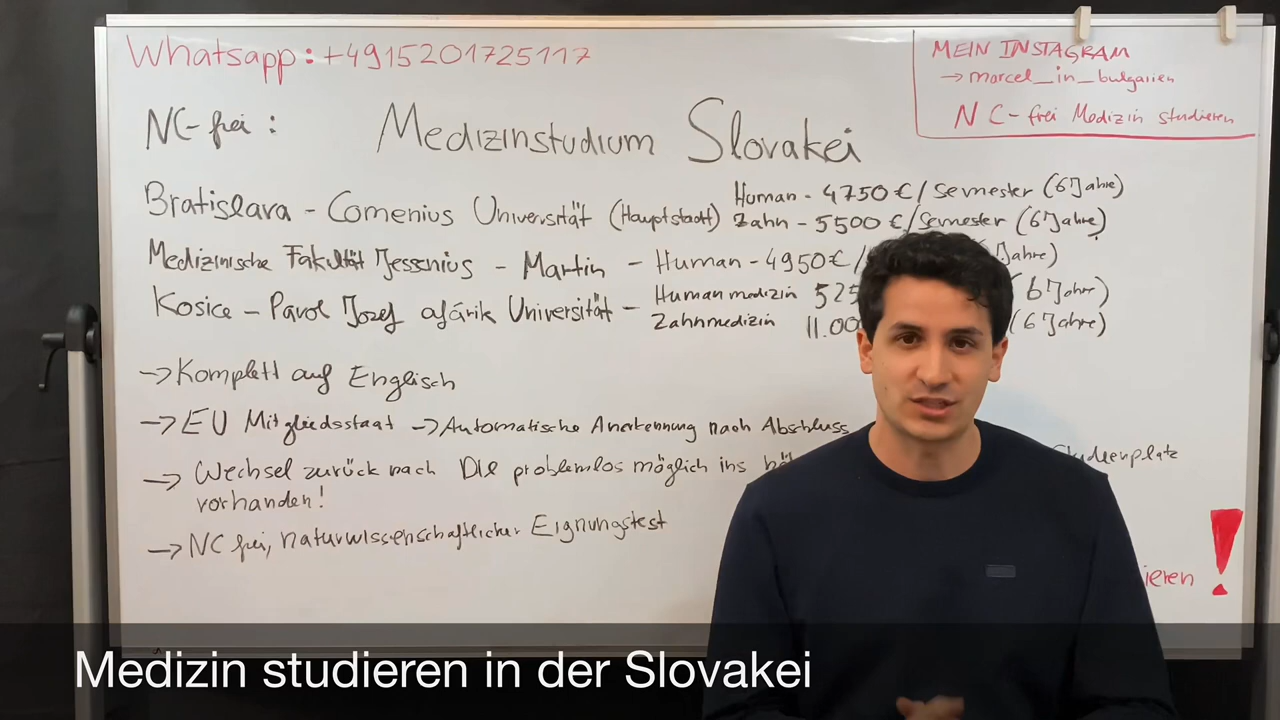 Whatsapp: +4915201725117
MEIN INSTAGRAM
→ marcel_in_bulgarien
NC-frei Medizin studieren
NC-frei: Medizinstudium Slovakei
Bratislava - Comenius Universität (Hauptstadt) Human - 4750€/Semester (6 Jahre)
Zahn - 5500€/Semester (6 Jahre)
Medizinische Fakultät Jessenius - Martin - Human - 4950€/ Jahre)
Kosice - Pavol Jozef afárik Universität - Humanmedizin 525 6 Jahre)
Zahnmedizin 11.00 (6 Jahre)
→ Komplett auf Englisch
→ EU Mitgliedsstaat → Automatische Anerkennung nach Abschluss
→ Wechsel zurück nach DE problemlos möglich ins Studienplatz
vorhanden!
→ NC frei, naturwissenschaftlicher Eignungstest
ieren !
Medizin studieren in der Slovakei